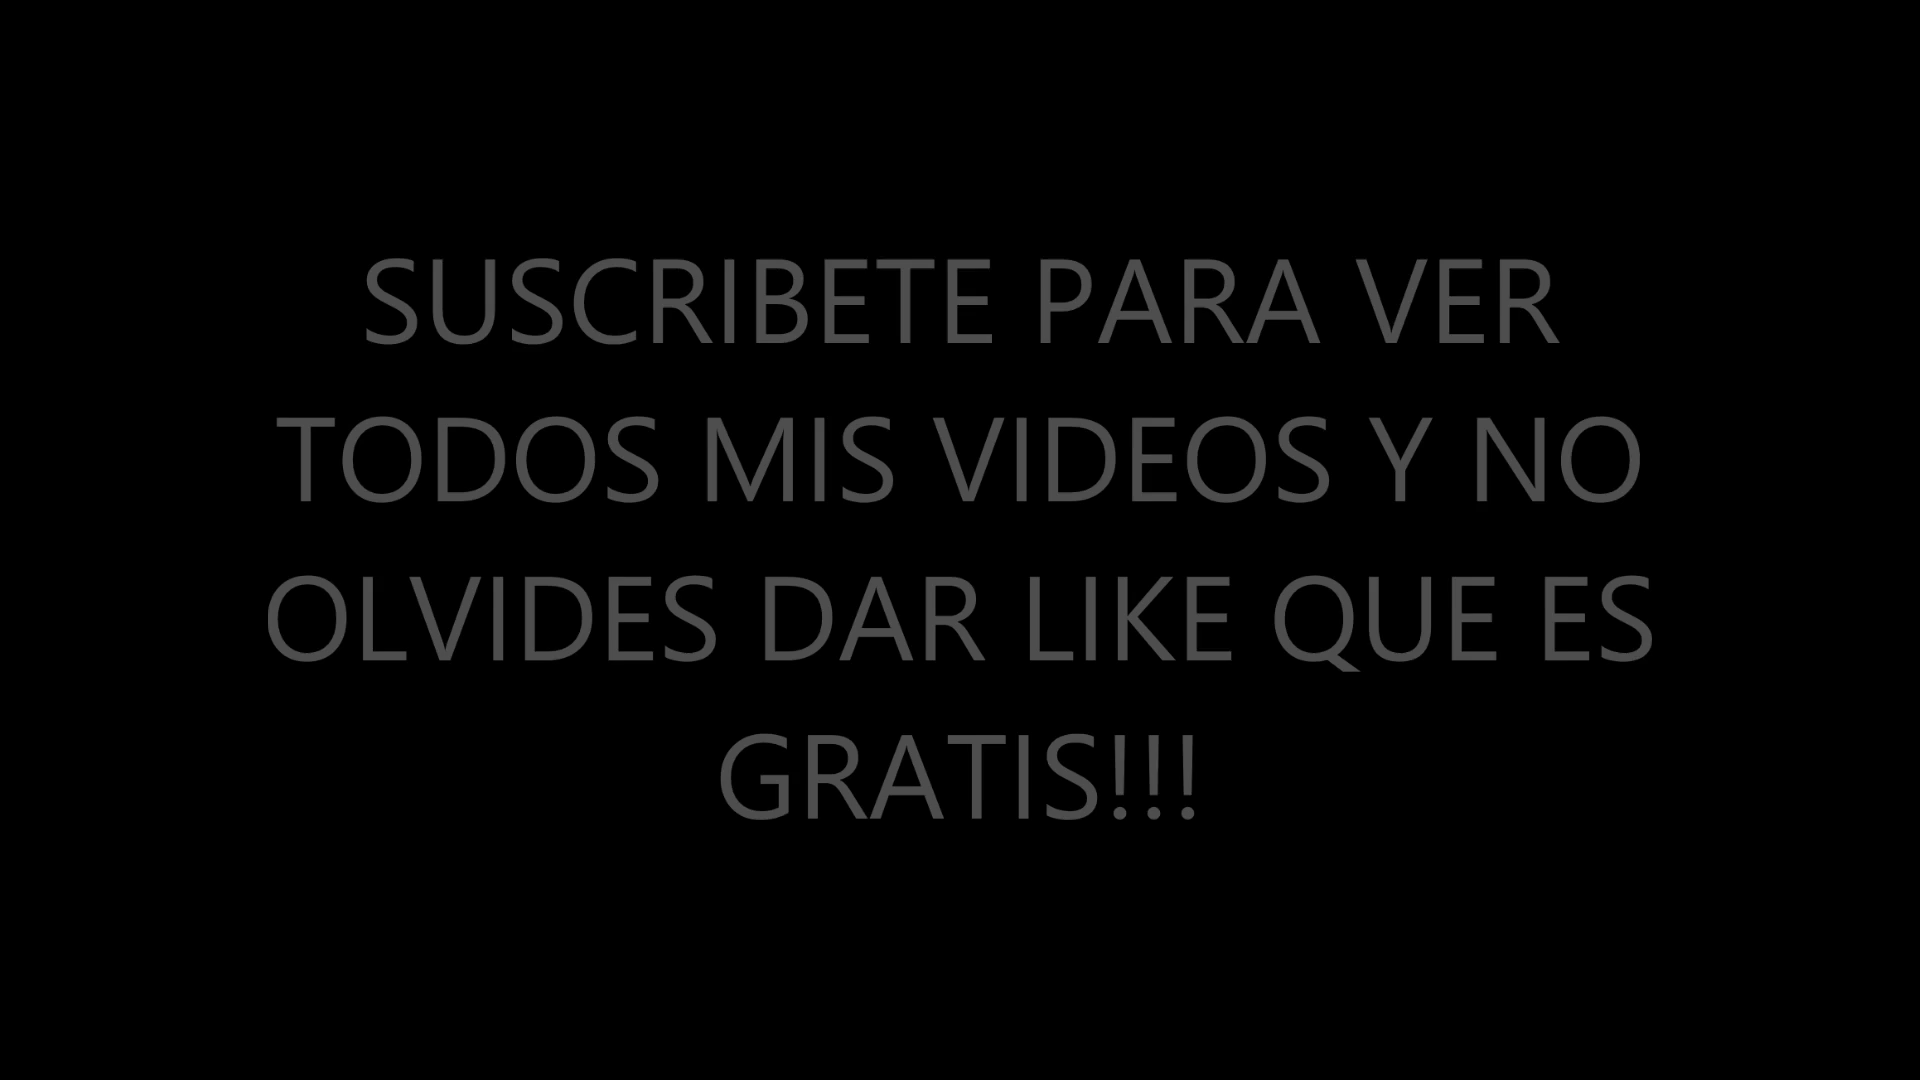 SUSCRIBETE PARA VER
TODOS MIS VIDEOS Y NO
OLVIDES DAR LIKE QUE ES
GRATIS!!!